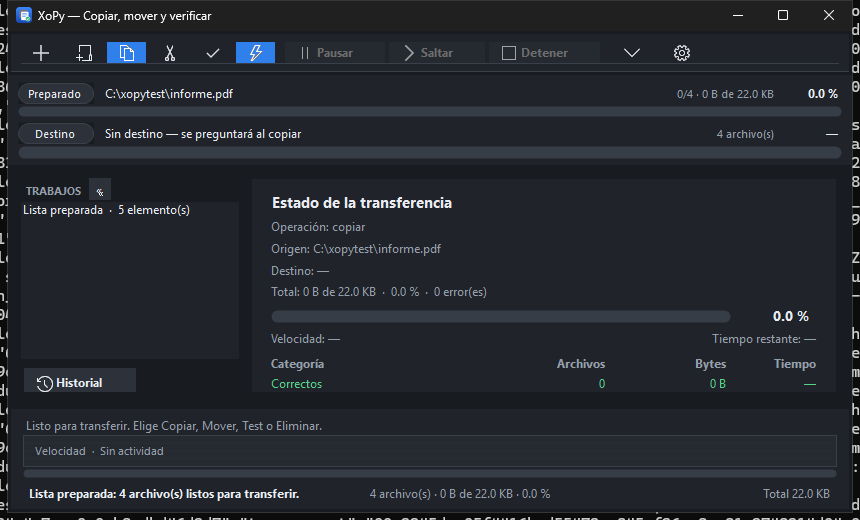 XoPy — Copiar, mover y verificar
Pausar Saltar Detener
Preparado C:\xopytest\informe.pdf 0/4 · 0 B de 22.0 KB 0.0 %
Destino Sin destino — se preguntará al copiar 4 archivo(s) —
TRABAJOS «
Lista preparada · 5 elemento(s)
Historial
Estado de la transferencia
Operación: copiar
Origen: C:\xopytest\informe.pdf
Destino: —
Total: 0 B de 22.0 KB · 0.0 % · 0 error(es)
0.0 %
Velocidad: — Tiempo restante: —
Categoría Archivos Bytes Tiempo
Correctos 0 0 B —
Listo para transferir. Elige Copiar, Mover, Test o Eliminar.
Velocidad · Sin actividad
Lista preparada: 4 archivo(s) listos para transferir. 4 archivo(s) · 0 B de 22.0 KB · 0.0 % Total 22.0 KB